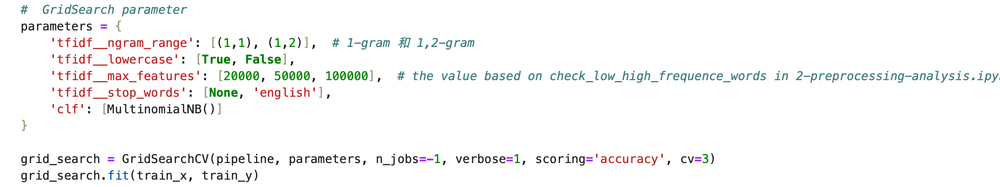 #  GridSearch parameter
parameters = {
    'tfidf__ngram_range': [(1,1), (1,2)],  # 1-gram 和 1,2-gram
    'tfidf__lowercase': [True, False],
    'tfidf__max_features': [20000, 50000, 100000],  # the value based on check_low_high_frequence_words in 2-preprocessing-analysis.ipy
    'tfidf__stop_words': [None, 'english'],
    'clf': [MultinomialNB()]
}
grid_search = GridSearchCV(pipeline, parameters, n_jobs=-1, verbose=1, scoring='accuracy', cv=3)
grid_search.fit(train_x, train_y)